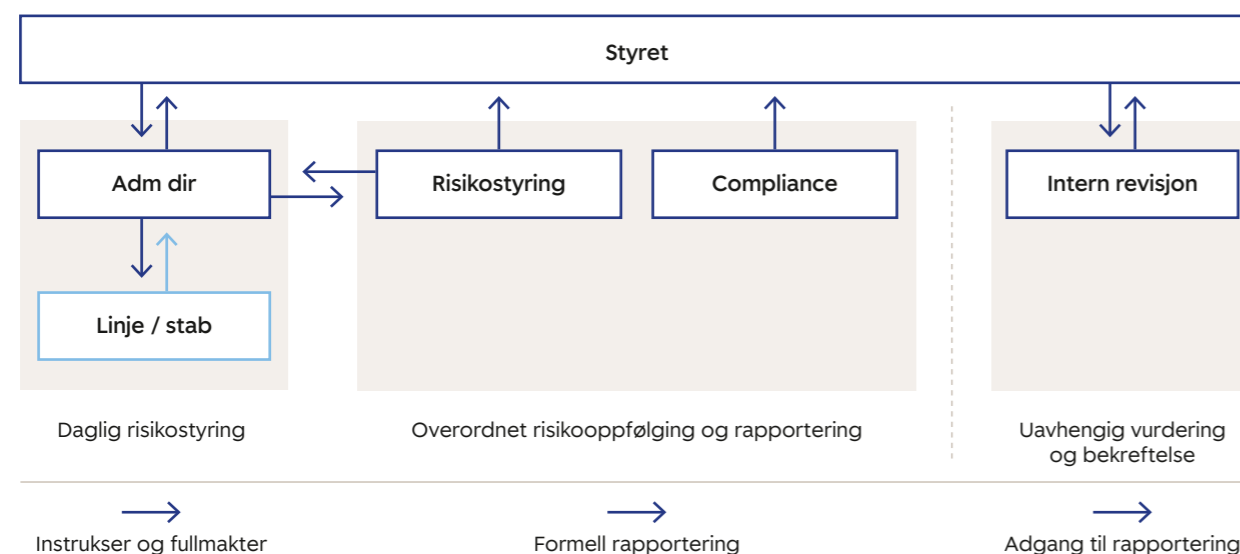 Styret
Adm dir
Risikostyring
Compliance
Intern revisjon
Linje / stab
Daglig risikostyring
Overordnet risikooppfølging og rapportering
Uavhengig vurdering
og bekreftelse
Instrukser og fullmakter
Formell rapportering
Adgang til rapportering